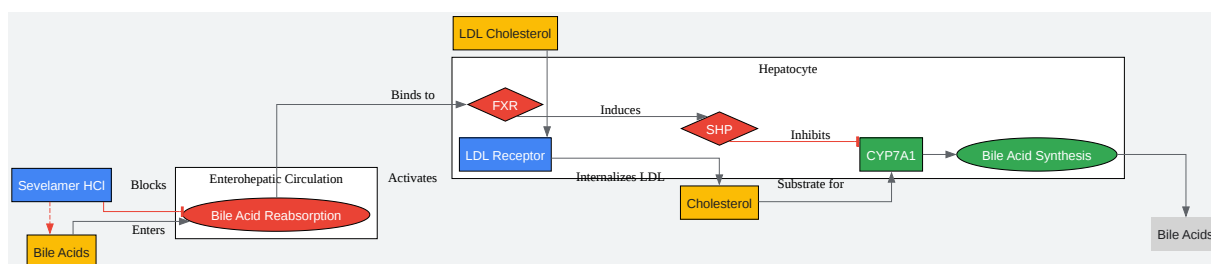 LDL Cholesterol
Hepatocyte
Binds to
FXR
Induces
SHP
Inhibits
LDL Receptor
CYP7A1
Bile Acid Synthesis
Enterohepatic Circulation
Activates
Internalizes LDL
Substrate for
Sevelamer HCl
Blocks
Cholesterol
Bile Acid Reabsorption
Enters
Bile Acids
Bile Acids